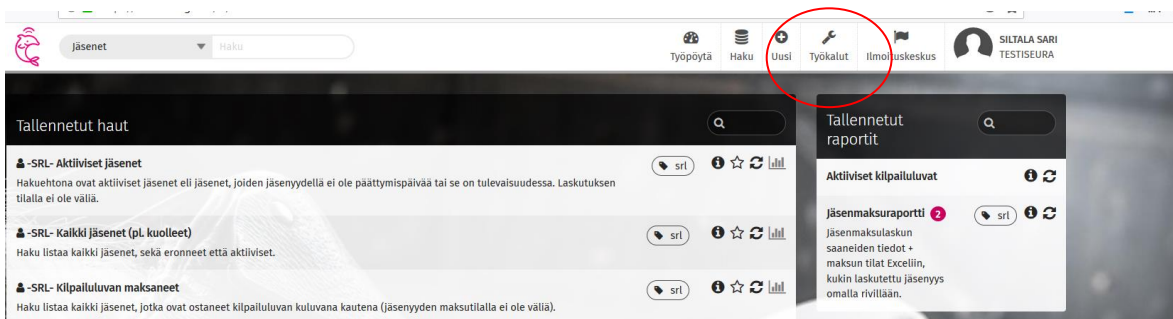 Jäsenet
Haku
Työpöytä
Haku
Uusi
Työkalut
Ilmoituskeskus
SILTALA SARI
TESTISEURA
Tallennetut haut
-SRL- Aktiiviset jäsenet
srl
Hakuehtona ovat aktiiviset jäsenet eli jäsenet, joiden jäsenyydellä ei ole päättymispäivää tai se on tulevaisuudessa. Laskutuksen
tilalla ei ole väliä.
-SRL- Kaikki jäsenet (pl. kuolleet)
srl
Haku listaa kaikki jäsenet, sekä eronneet että aktiiviset.
-SRL- Kilpailuluvan maksaneet
srl
Haku listaa kaikki jäsenet, jotka ovat ostaneet kilpailuluvan kuluvana kautena (jäsenyyden maksutilalla ei ole väliä).
Tallennetut
raportit
Aktiiviset kilpailuluvat
Jäsenmaksuraportti 2
srl
Jäsenmaksulaskun
saaneiden tiedot +
maksun tilat Exceliin,
kukin laskutettu jäsenyys
omalla rivillään.